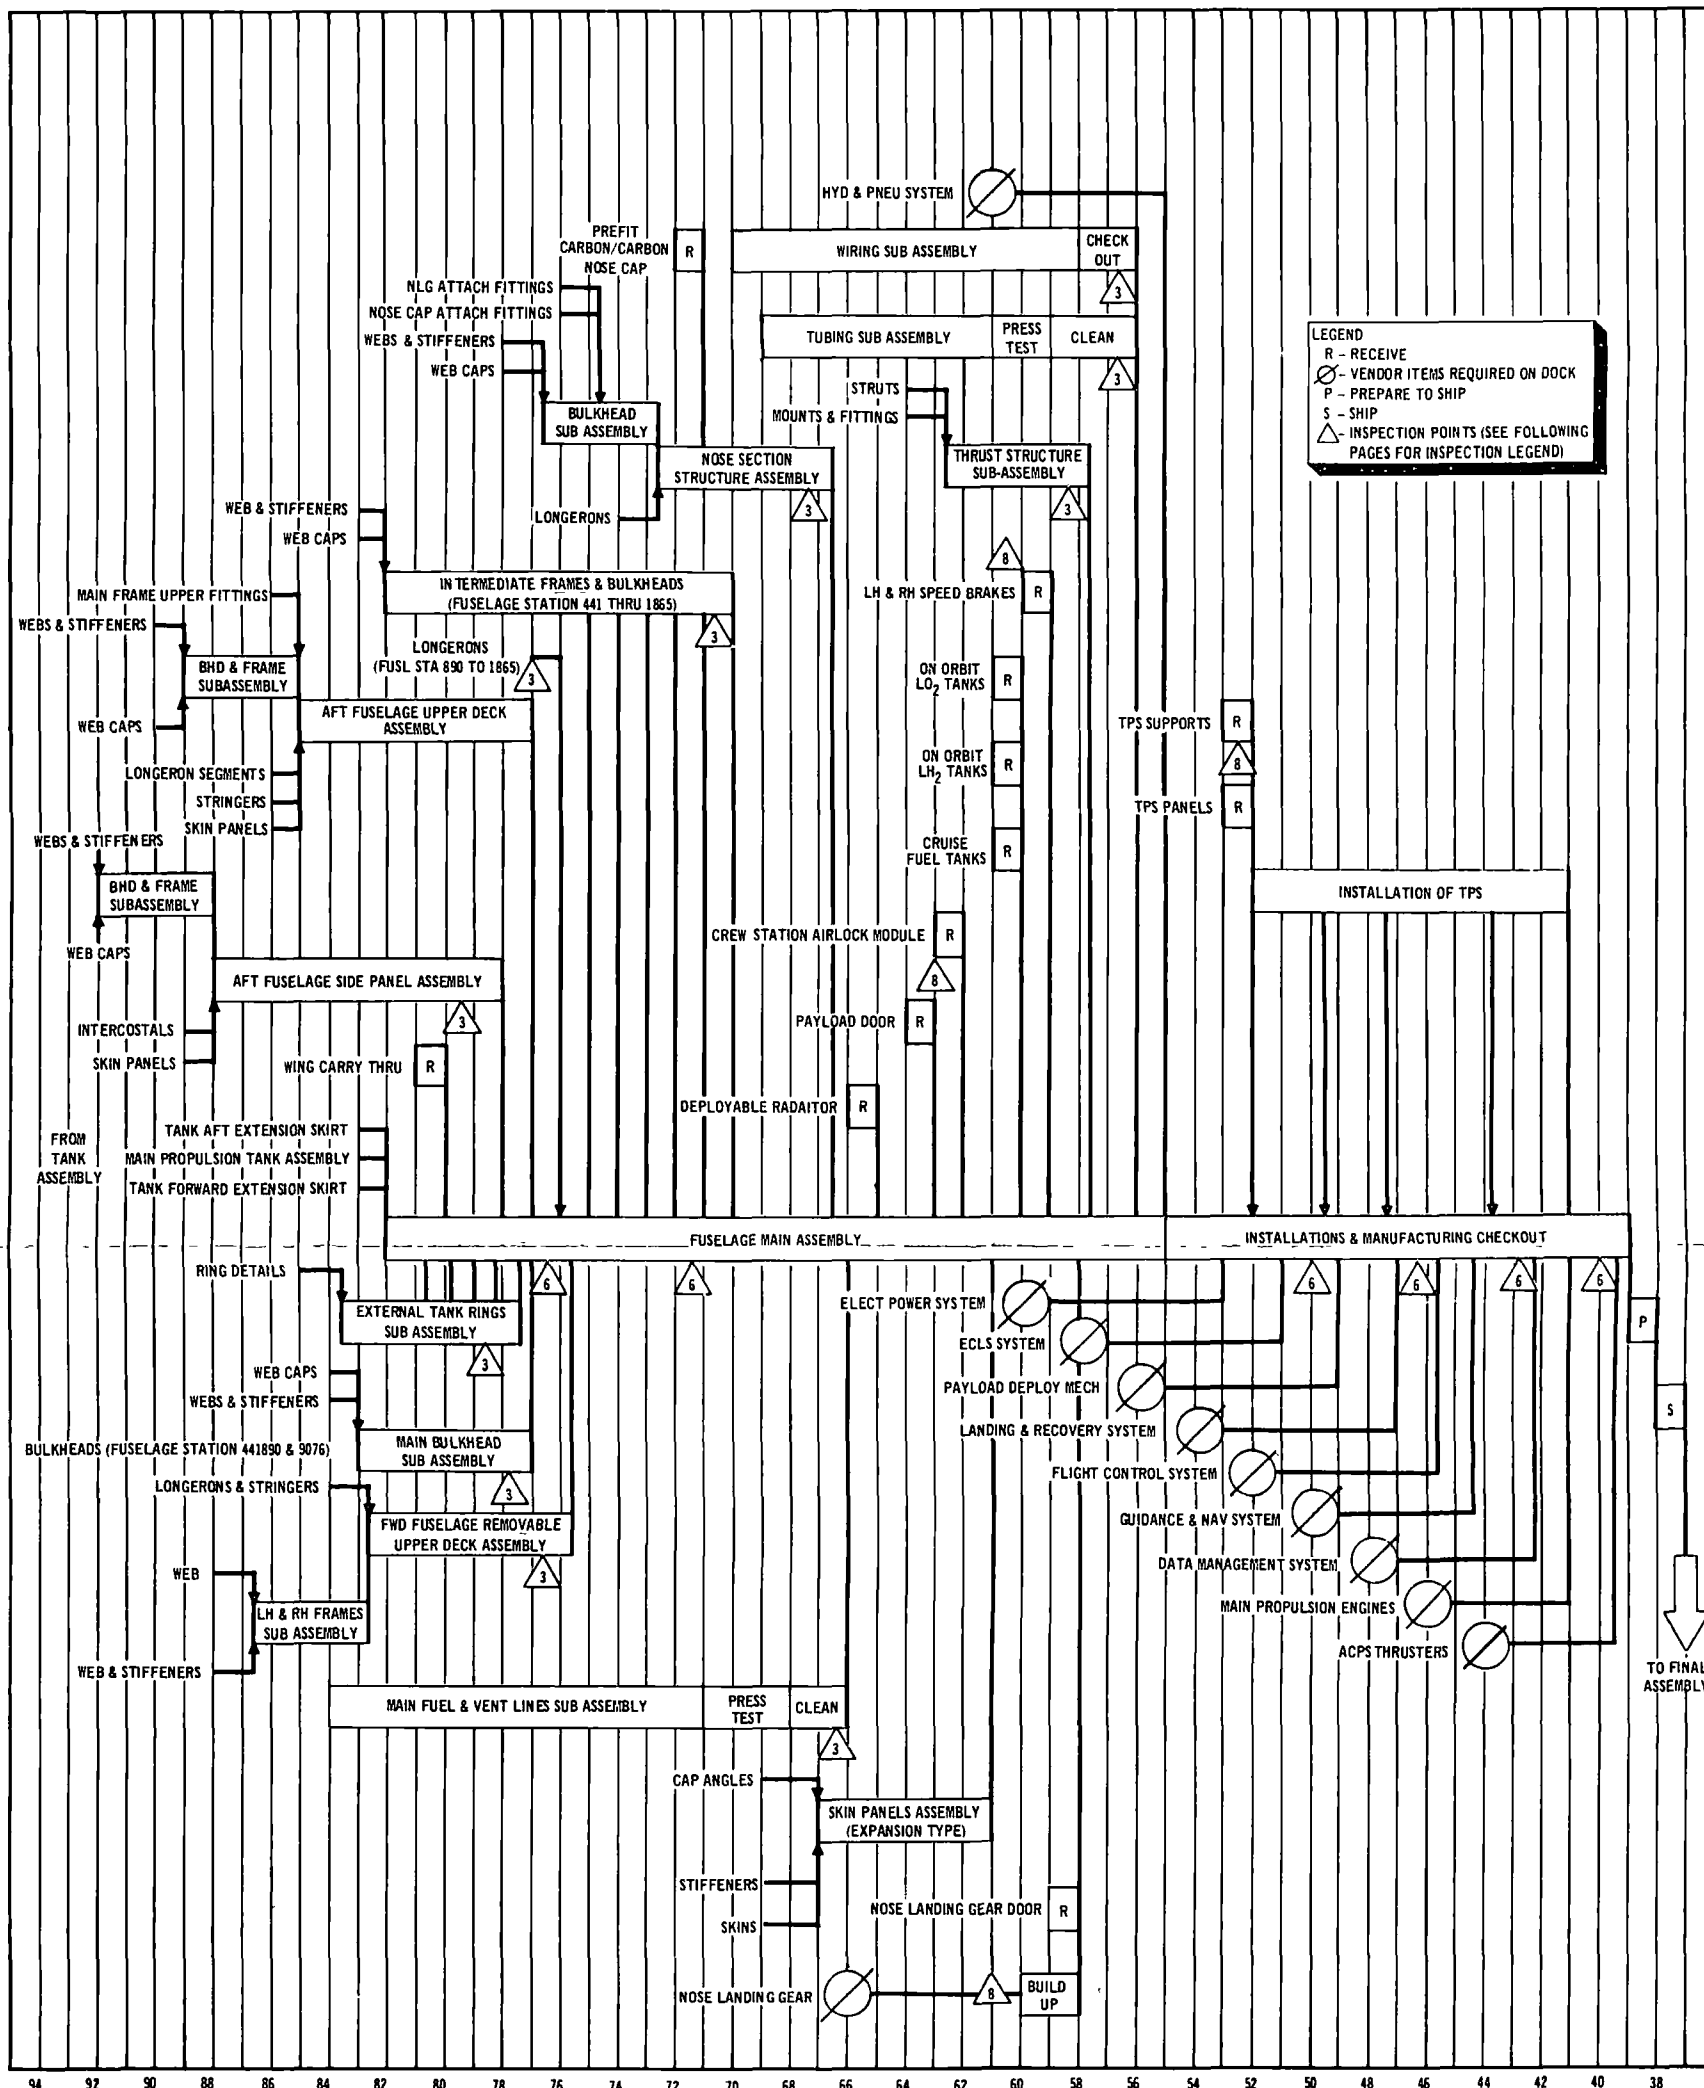 HYD & PNEU SYSTEM
PREFIT
CARBON/CARBON
NOSE CAP
R
WIRING SUB ASSEMBLY
CHECK
OUT
3
NLG ATTACH FITTINGS
NOSE CAP ATTACH FITTINGS
WEBS & STIFFENERS
WEB CAPS
TUBING SUB ASSEMBLY
PRESS
TEST
CLEAN
3
LEGEND
R - RECEIVE
- VENDOR ITEMS REQUIRED ON DOCK
P - PREPARE TO SHIP
S - SHIP
- INSPECTION POINTS (SEE FOLLOWING
PAGES FOR INSPECTION LEGEND)
STRUTS
MOUNTS & FITTINGS
BULKHEAD
SUB ASSEMBLY
NOSE SECTION
STRUCTURE ASSEMBLY
3
THRUST STRUCTURE
SUB-ASSEMBLY
3
LONGERONS
WEB & STIFFENERS
WEB CAPS
8
INTERMEDIATE FRAMES & BULKHEADS
(FUSELAGE STATION 441 THRU 1865)
3
LH & RH SPEED BRAKES
R
MAIN FRAME UPPER FITTINGS
WEBS & STIFFENERS
LONGERONS
(FUSL STA 890 TO 1865)
3
BHD & FRAME
SUBASSEMBLY
ON ORBIT
LO2 TANKS
R
AFT FUSELAGE UPPER DECK
ASSEMBLY
WEB CAPS
TPS SUPPORTS
R
8
LONGERON SEGMENTS
STRINGERS
SKIN PANELS
ON ORBIT
LH2 TANKS
R
TPS PANELS
R
WEBS & STIFFENERS
CRUISE
FUEL TANKS
R
BHD & FRAME
SUBASSEMBLY
INSTALLATION OF TPS
WEB CAPS
CREW STATION AIRLOCK MODULE
R
8
AFT FUSELAGE SIDE PANEL ASSEMBLY
3
PAYLOAD DOOR
R
INTERCOSTALS
SKIN PANELS
WING CARRY THRU
R
DEPLOYABLE RADAITOR
R
FROM
TANK
ASSEMBLY
TANK AFT EXTENSION SKIRT
MAIN PROPULSION TANK ASSEMBLY
TANK FORWARD EXTENSION SKIRT
FUSELAGE MAIN ASSEMBLY
INSTALLATIONS & MANUFACTURING CHECKOUT
6
6
6
6
6
6
RING DETAILS
EXTERNAL TANK RINGS
SUB ASSEMBLY
3
ELECT POWER SYSTEM
P
ECLS SYSTEM
WEB CAPS
WEBS & STIFFENERS
PAYLOAD DEPLOY MECH
S
BULKHEADS (FUSELAGE STATION 441890 & 9076)
MAIN BULKHEAD
SUB ASSEMBLY
3
LANDING & RECOVERY SYSTEM
FLIGHT CONTROL SYSTEM
LONGERONS & STRINGERS
FWD FUSELAGE REMOVABLE
UPPER DECK ASSEMBLY
3
GUIDANCE & NAV SYSTEM
DATA MANAGEMENT SYSTEM
WEB
LH & RH FRAMES
SUB ASSEMBLY
WEB & STIFFENERS
MAIN PROPULSION ENGINES
ACPS THRUSTERS
TO FINAL
ASSEMBLY
MAIN FUEL & VENT LINES SUB ASSEMBLY
PRESS
TEST
CLEAN
3
CAP ANGLES
SKIN PANELS ASSEMBLY
(EXPANSION TYPE)
STIFFENERS
SKINS
NOSE LANDING GEAR DOOR
R
NOSE LANDING GEAR
8
BUILD
UP
94 92 90 88 86 84 82 80 78 76 74 72 70 68 66 64 62 60 58 56 54 52 50 48 46 44 42 40 38